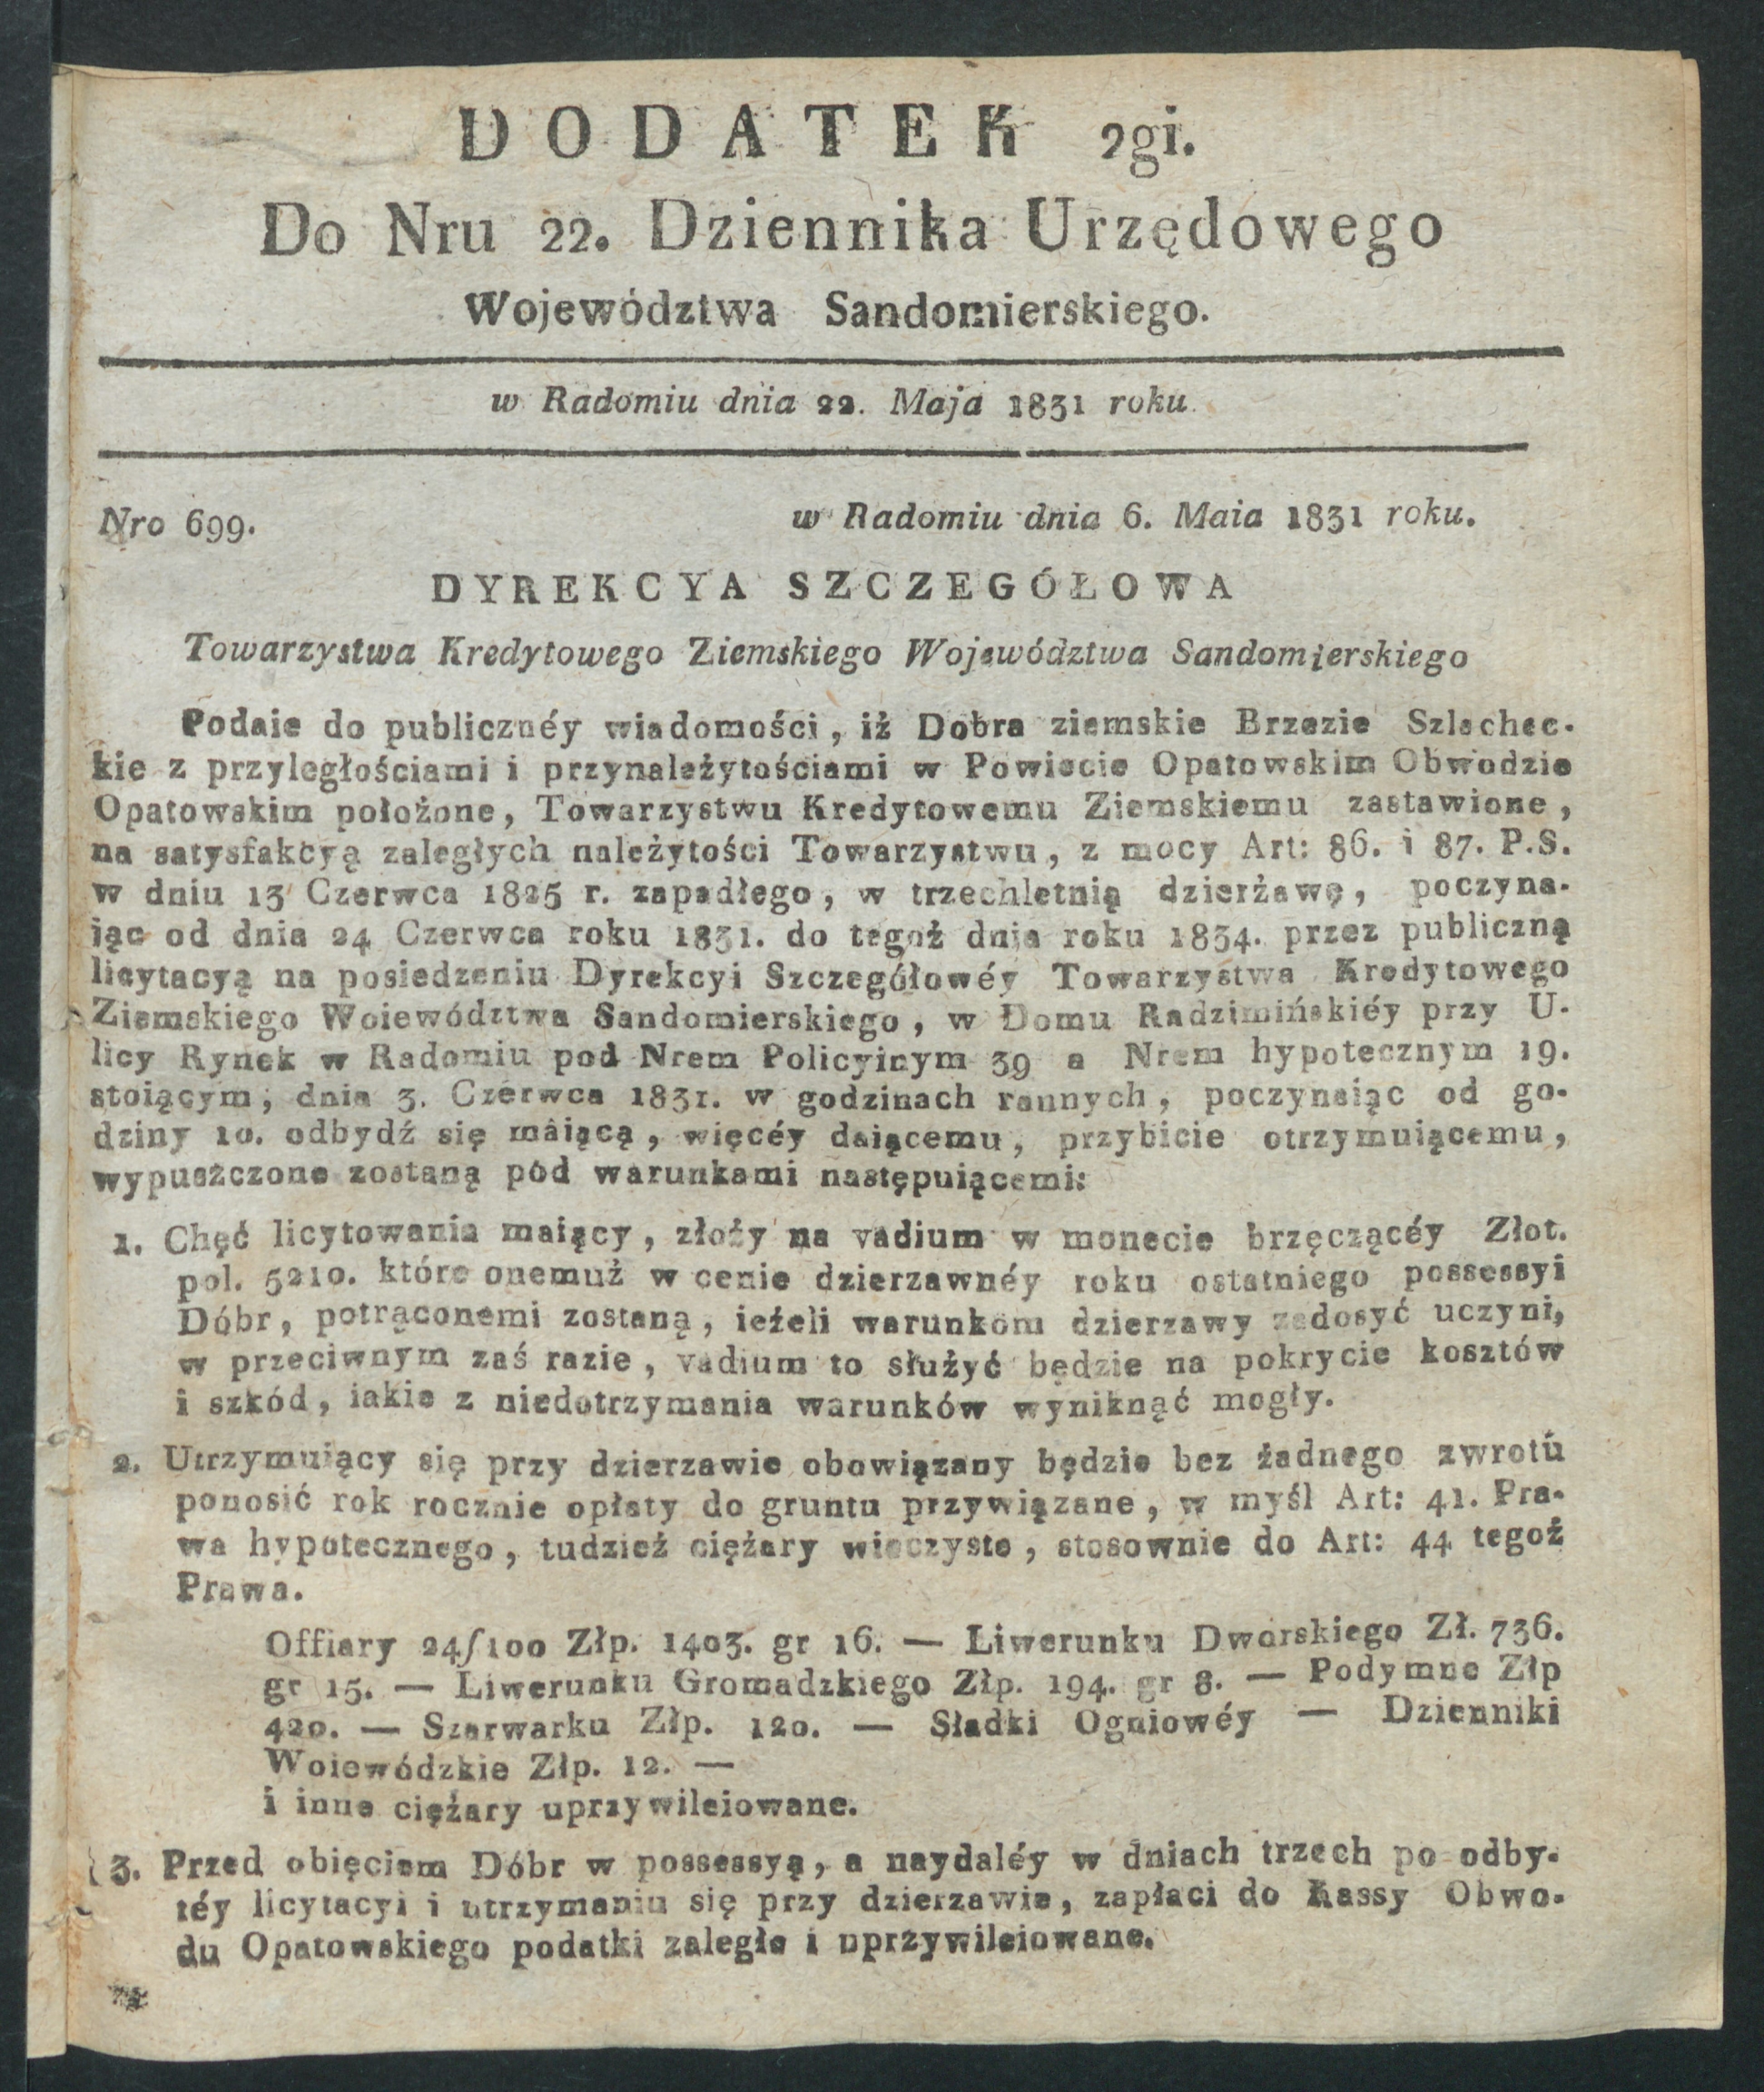 DODATEK 2gi.
Do Nru 22. Dziennika Urzędowego
Województwa Sandomierskiego.
w Radomiu dnia 22. Maja 1831 roku
Nro 699. w Radomiu dnia 6. Maia 1831 roku.
DYREKCYA SZCZEGÓŁOWA
Towarzystwa Kredytowego Ziemskiego Województwa Sandomierskiego
Podaie do publicznéy wiadomości, iż Dobra ziemskie Brzezie Szlachec-
kie z przyległościami i przynależytościami w Powiecie Opatowskim Obwodzie
Opatowskim położone, Towarzystwu Kredytowemu Ziemskiemu zastawione,
na satysfakcyą zaległych należytości Towarzystwu, z mocy Art: 86. i 87. P.S.
w dniu 13 Czerwca 1825 r. zapadłego, w trzechletnią dzierżawę, poczyna-
iąc od dnia 24 Czerwca roku 1831. do tegoż dnia roku 1834. przez publiczną
licytacyą na posiedzeniu Dyrekcyi Szczegółowéy Towarzystwa Kredytowego
Ziemskiego Woiewództwa Sandomierskiego, w Domu Radzimińskiéy przy U-
licy Rynek w Radomiu pod Nrem Policyinym 39 a Nrem hypotecznym 19.
stoiącym, dnia 3. Czerwca 1831. w godzinach rannych, poczynaiąc od go-
dziny 10. odbydź się maiącą, więcéy daiącemu, przybicie otrzymuiącemu,
wypuszczone zostaną pod warunkami następuiącemi:
1. Chęć licytowania maiący, złoży na vadium w monecie brzęczącéy Złot.
pol. 5210. które onemuż w cenie dzierzawnéy roku ostatniego possessyi
Dóbr, potrąconemi zostaną, ieżeli warunkom dzierzawy zadosyć uczyni,
w przeciwnym zaś razie, vadium to służyć będzie na pokrycie kosztów
i szkód, iakie z niedotrzymania warunków wyniknąć mogły.
2. Utrzymuiący się przy dzierzawie obowiązany będzie bez żadnego zwrotu
ponosić rok rocznie opłaty do gruntu przywiązane, w myśl Art: 41. Pra-
wa hypotecznego, tudzież ciężary wieczyste, stosownie do Art: 44 tegoż
Prawa.
Offiary 24/100 Złp. 1403. gr 16. — Liwerunku Dworskiego Zł. 736.
gr 15. — Liwerunku Gromadzkiego Złp. 194. gr 8. — Podymne Złp
420. — Szarwarku Złp. 120. — Sładki Ogniowéy — Dzienniki
Woiewódzkie Złp. 12. —
i inne ciężary uprzywileiowane.
3. Przed obięciem Dóbr w possessyą, a naydaléy w dniach trzech po odby-
téy licytacyi i utrzymaniu się przy dzierzawie, zapłaci do Kassy Obwo-
du Opatowskiego podatki zaległe i uprzywileiowane.